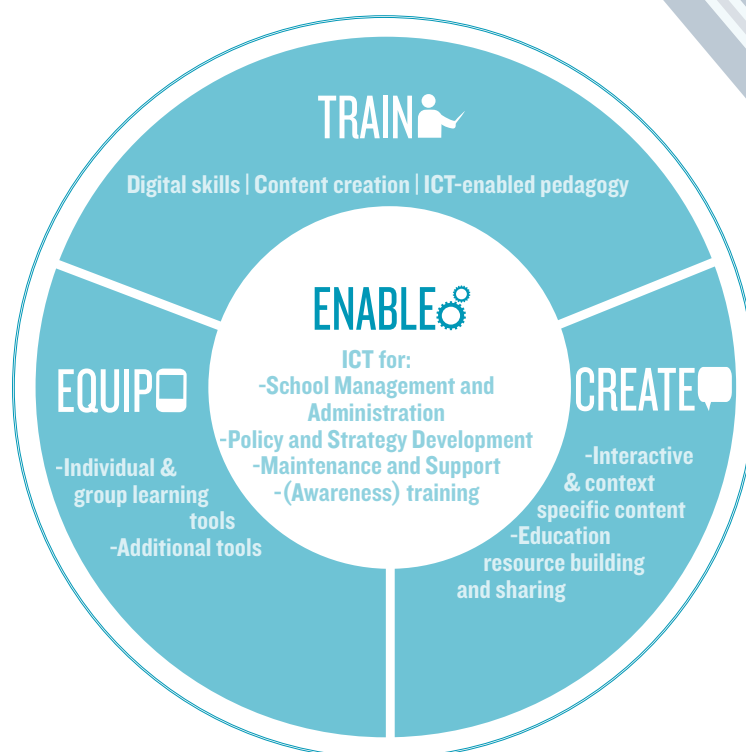 TRAIN
Digital skills | Content creation | ICT-enabled pedagogy
ENABLE
ICT for:
-School Management and
Administration
-Policy and Strategy Development
-Maintenance and Support
-(Awareness) training
EQUIP
-Individual &
group learning
tools
-Additional tools
CREATE
-Interactive
& context
specific content
-Education
resource building
and sharing